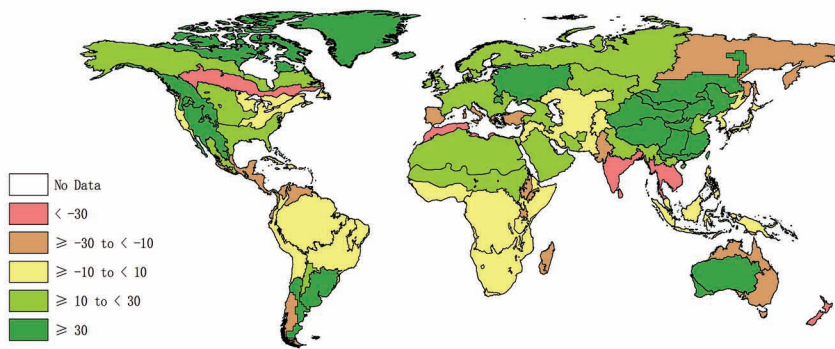 No Data
< -30
≥ -30 to < -10
≥ -10 to < 10
≥ 10 to < 30
≥ 30